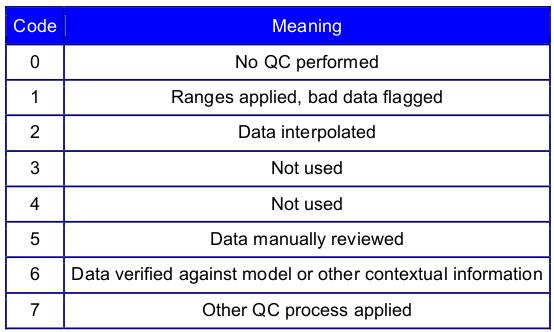 Code Meaning
0 No QC performed
1 Ranges applied, bad data flagged
2 Data interpolated
3 Not used
4 Not used
5 Data manually reviewed
6 Data verified against model or other contextual information
7 Other QC process applied